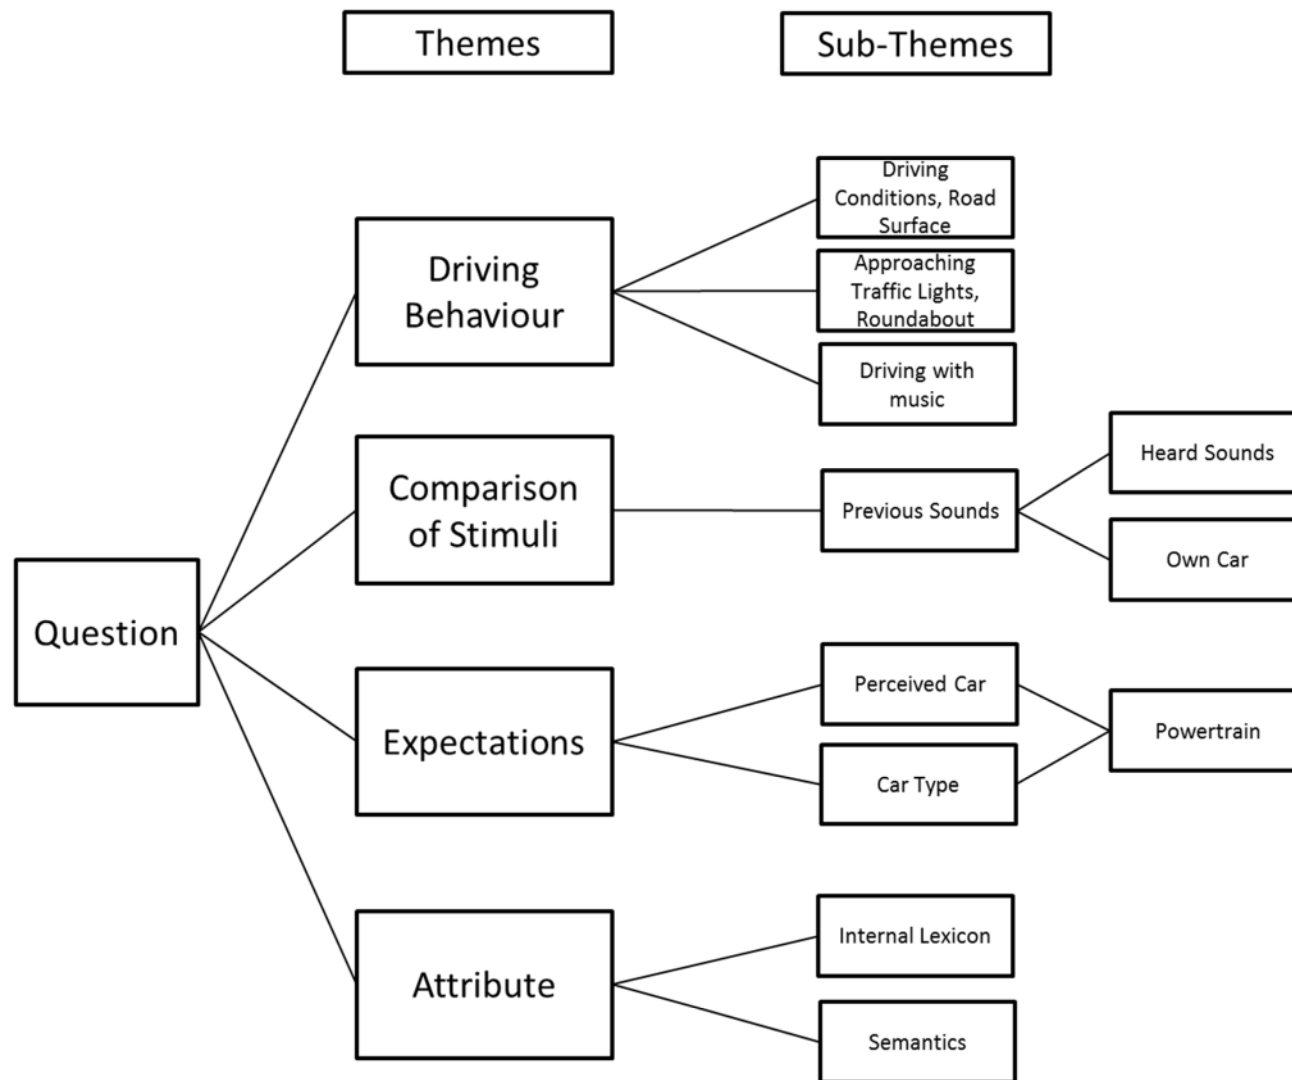 Themes
Sub-Themes
Driving
Conditions, Road
Surface
Driving
Behaviour
Approaching
Traffic Lights,
Roundabout
Driving with
music
Comparison
of Stimuli
Previous Sounds
Heard Sounds
Own Car
Question
Expectations
Perceived Car
Car Type
Powertrain
Attribute
Internal Lexicon
Semantics